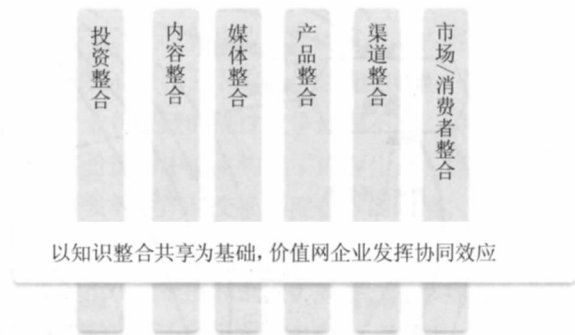 投资整合
内容整合
媒体整合
产品整合
渠道整合
市场/消费者整合
以知识整合共享为基础,价值网企业发挥协同效应